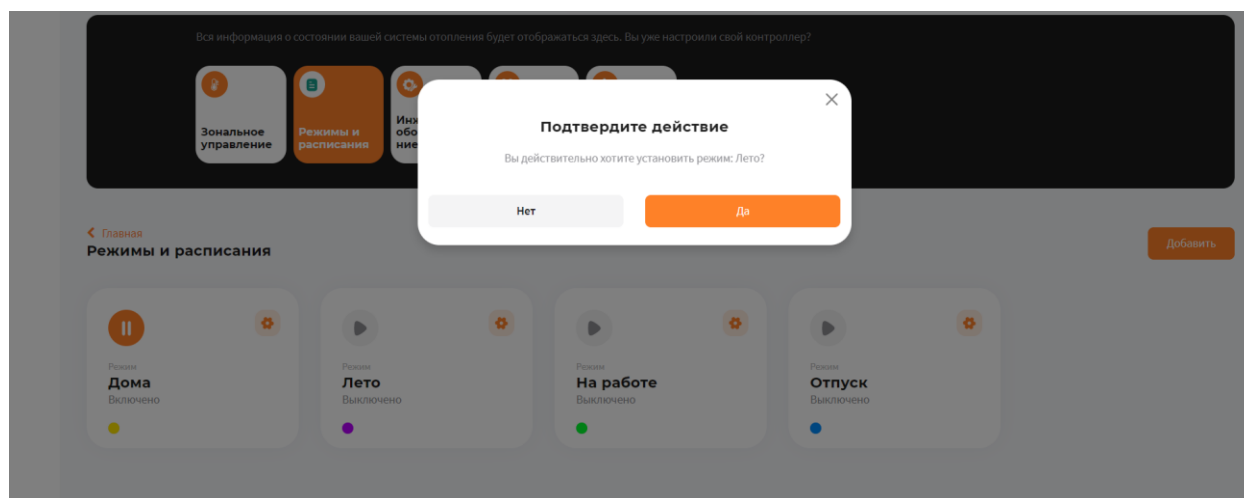 Вся информация о состоянии вашей системы отопления будет отображаться здесь. Вы уже настроили свой контроллер?
Зональное
управление
Режимы и
расписания
Подтвердите действие
Вы действительно хотите установить режим: Лето?
Нет
Да
Главная
Режимы и расписания
Добавить
Режим
Дома
Включено
Режим
Лето
Выключено
Режим
На работе
Выключено
Режим
Отпуск
Выключено